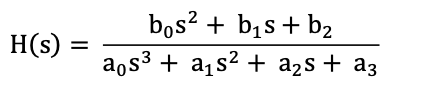 H(s) = (b₀s² + b₁s + b₂) / (a₀s³ + a₁s² + a₂s + a₃)